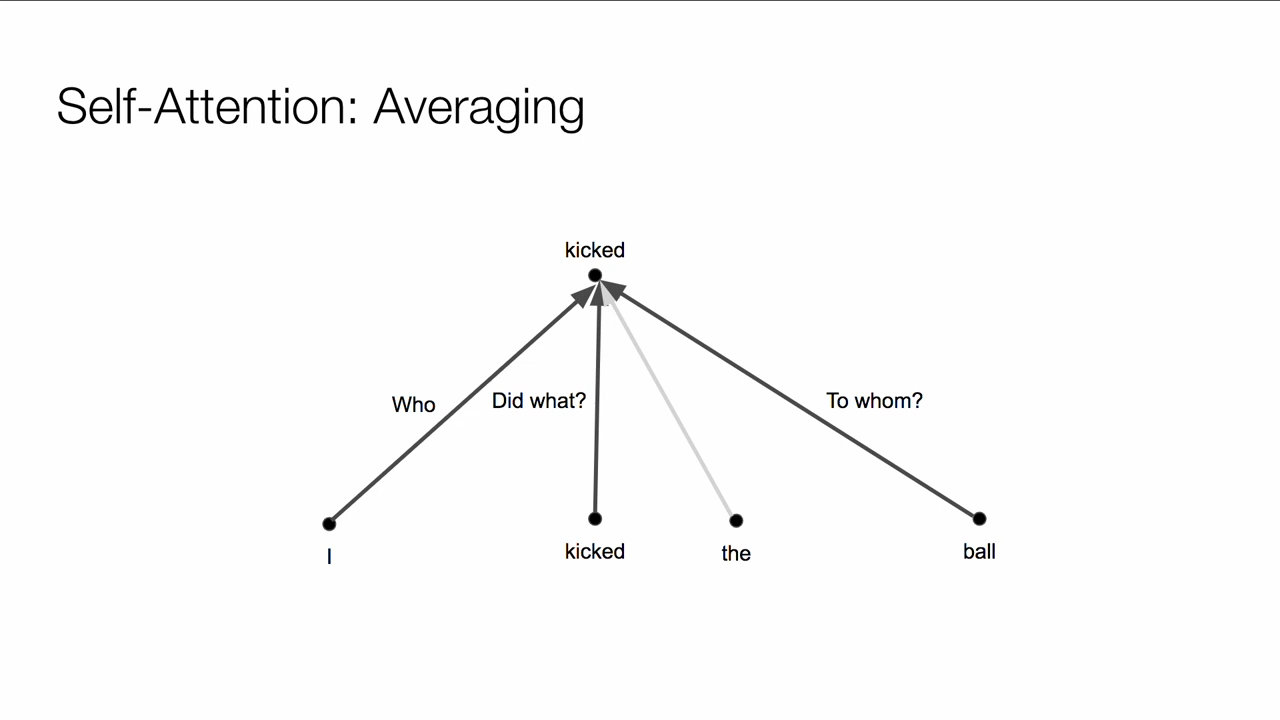 Self-Attention: Averaging
kicked
Who
Did what?
To whom?
I
kicked
the
ball